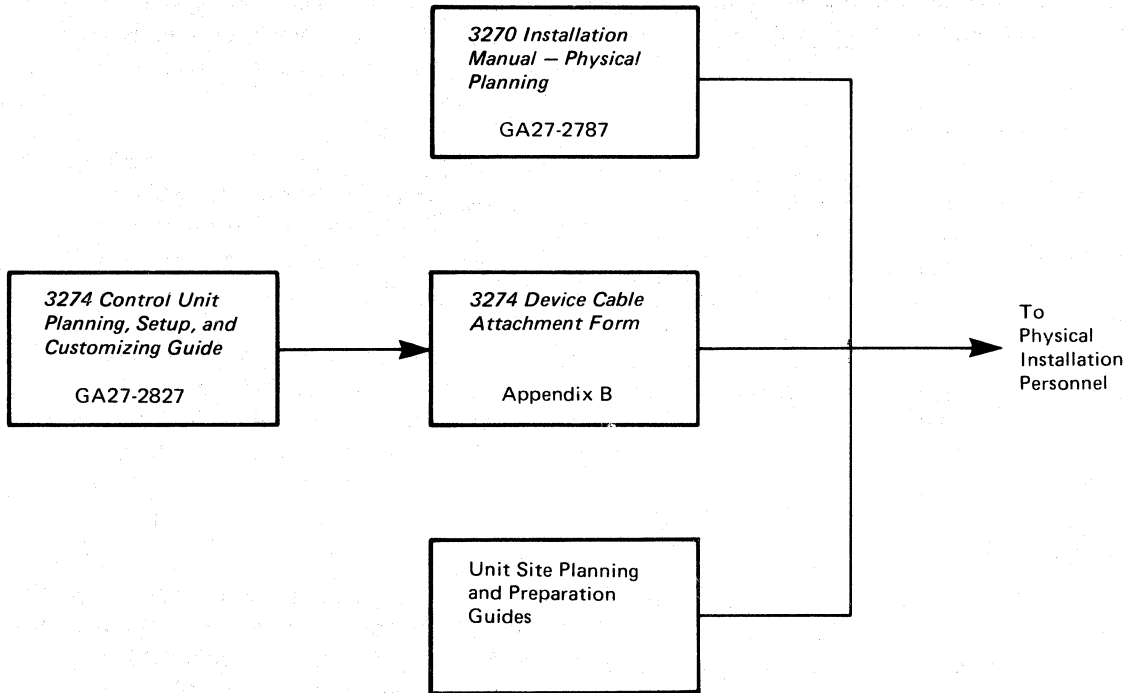 3270 Installation
Manual — Physical
Planning
GA27-2787
3274 Control Unit
Planning, Setup, and
Customizing Guide
GA27-2827
3274 Device Cable
Attachment Form
Appendix B
To
Physical
Installation
Personnel
Unit Site Planning
and Preparation
Guides